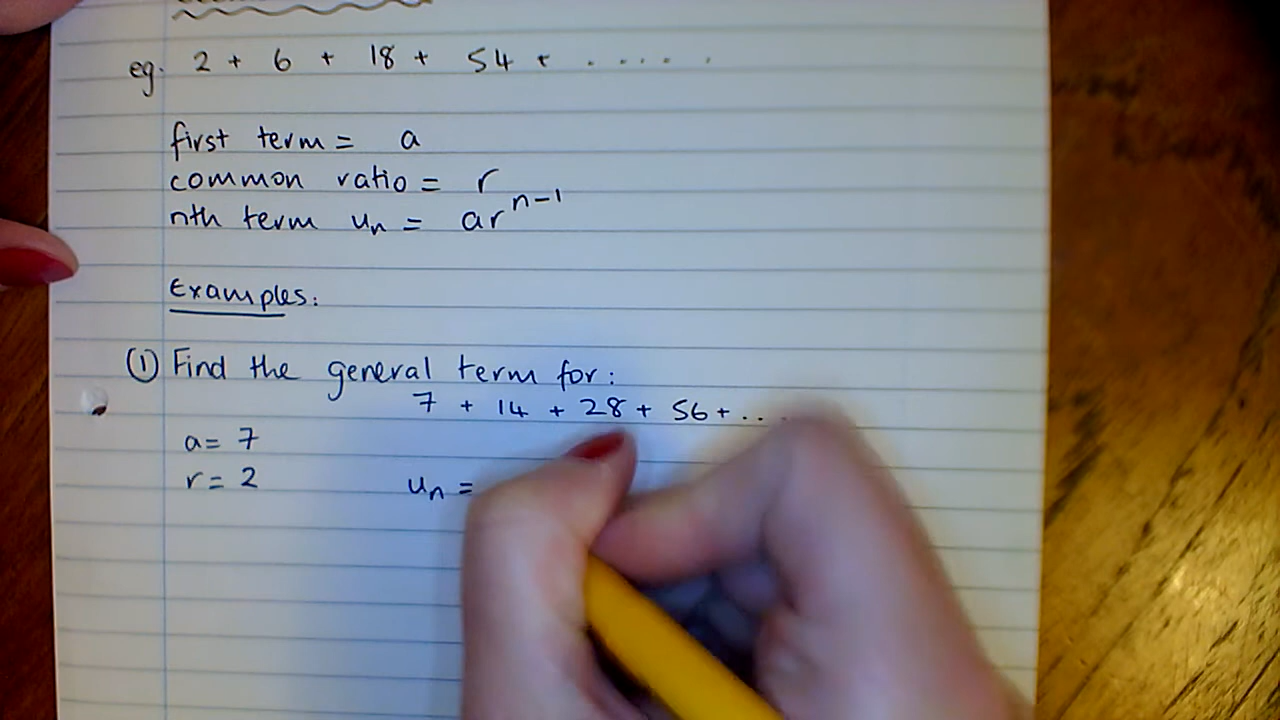 eg. 2 + 6 + 18 + 54 + . . . . .
first term = a
common ratio = r
nth term uₙ = arⁿ⁻¹
Examples:
① Find the general term for:
7 + 14 + 28 + 56 + ...
a = 7
r = 2 uₙ =